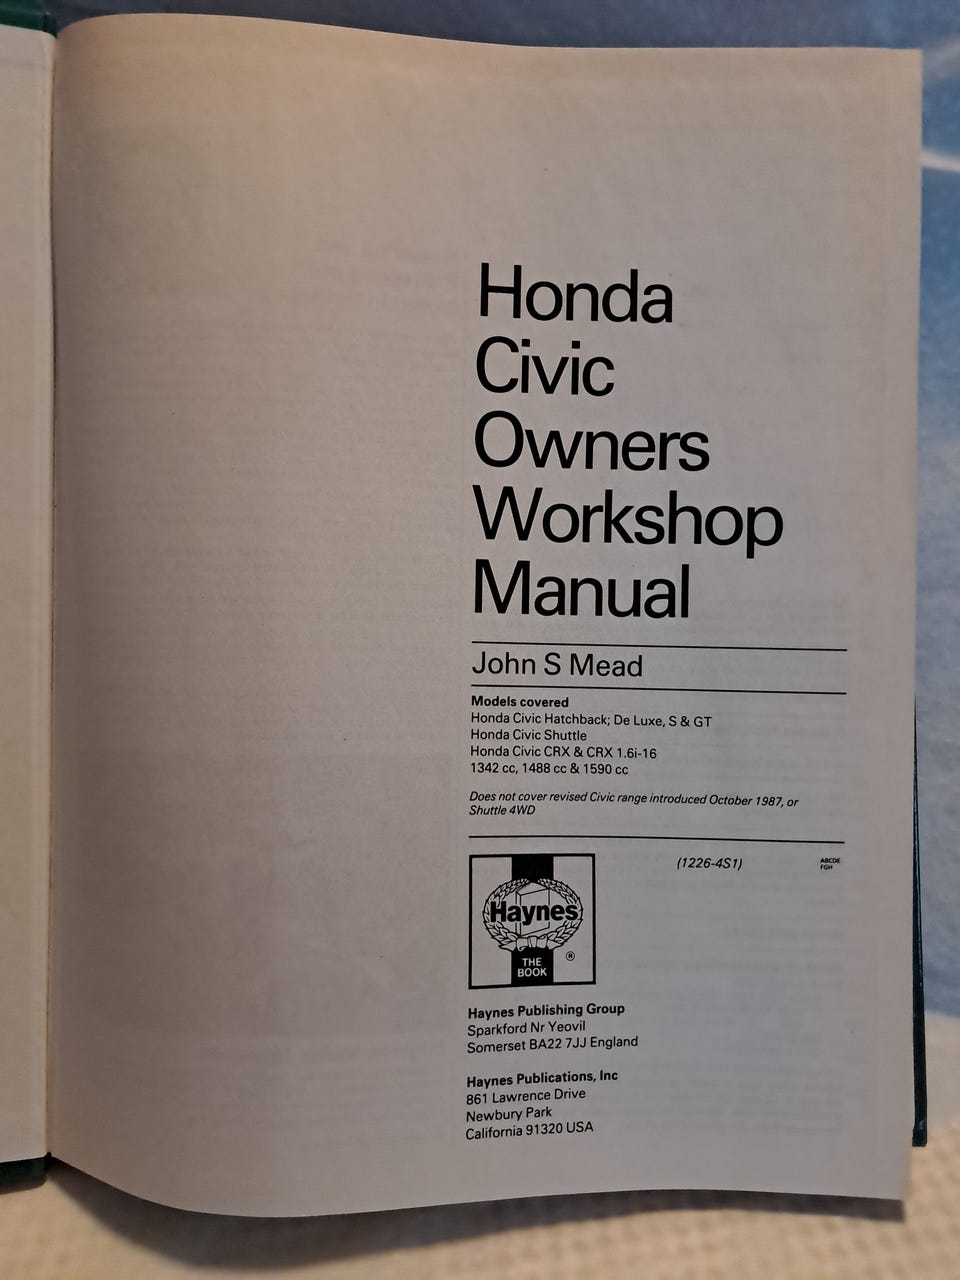 Honda
Civic
Owners
Workshop
Manual
John S Mead
Models covered
Honda Civic Hatchback; De Luxe, S & GT
Honda Civic Shuttle
Honda Civic CRX & CRX 1.6i-16
1342 cc, 1488 cc & 1590 cc
Does not cover revised Civic range introduced October 1987, or
Shuttle 4WD
(1226-4S1)
ABCDE
FGH
Haynes
THE
BOOK
®
Haynes Publishing Group
Sparkford Nr Yeovil
Somerset BA22 7JJ England
Haynes Publications, Inc
861 Lawrence Drive
Newbury Park
California 91320 USA